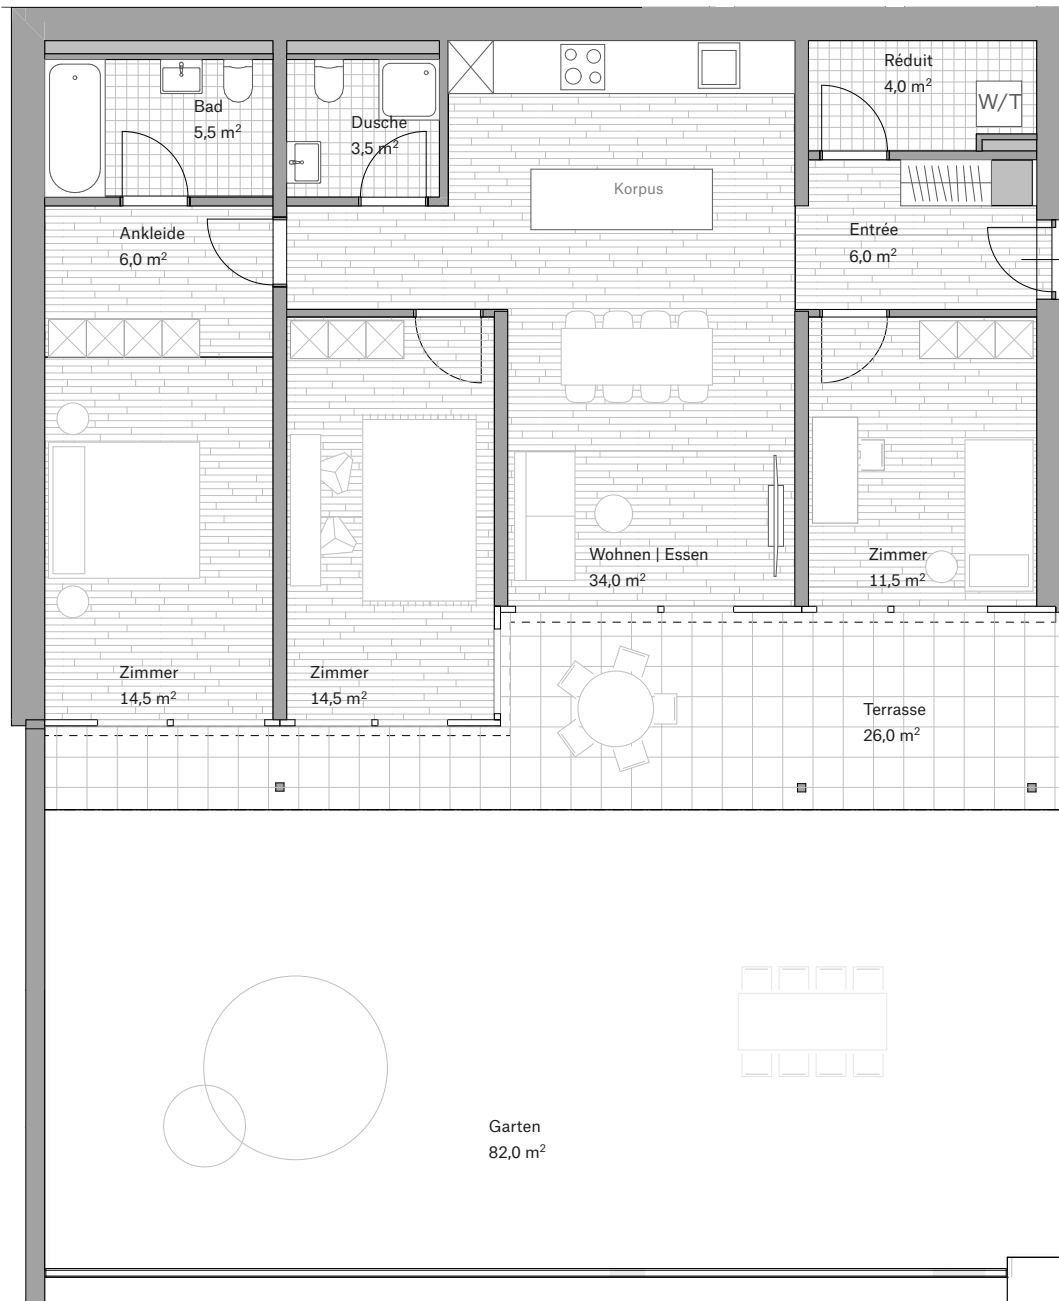 Réduit
4,0 m²
W/T
Bad
5,5 m²
Dusche
3,5 m²
Korpus
Ankleide
6,0 m²
Entrée
6,0 m²
Wohnen | Essen
34,0 m²
Zimmer
11,5 m²
Zimmer
14,5 m²
Zimmer
14,5 m²
Terrasse
26,0 m²
Garten
82,0 m²